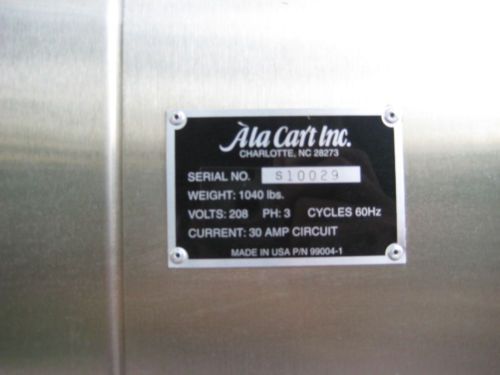 Àla Cart Inc.
CHARLOTTE, NC 28273
SERIAL NO. S10029
WEIGHT: 1040 lbs.
VOLTS: 208 PH: 3 CYCLES 60Hz
CURRENT: 30 AMP CIRCUIT
MADE IN USA P/N 99004-1